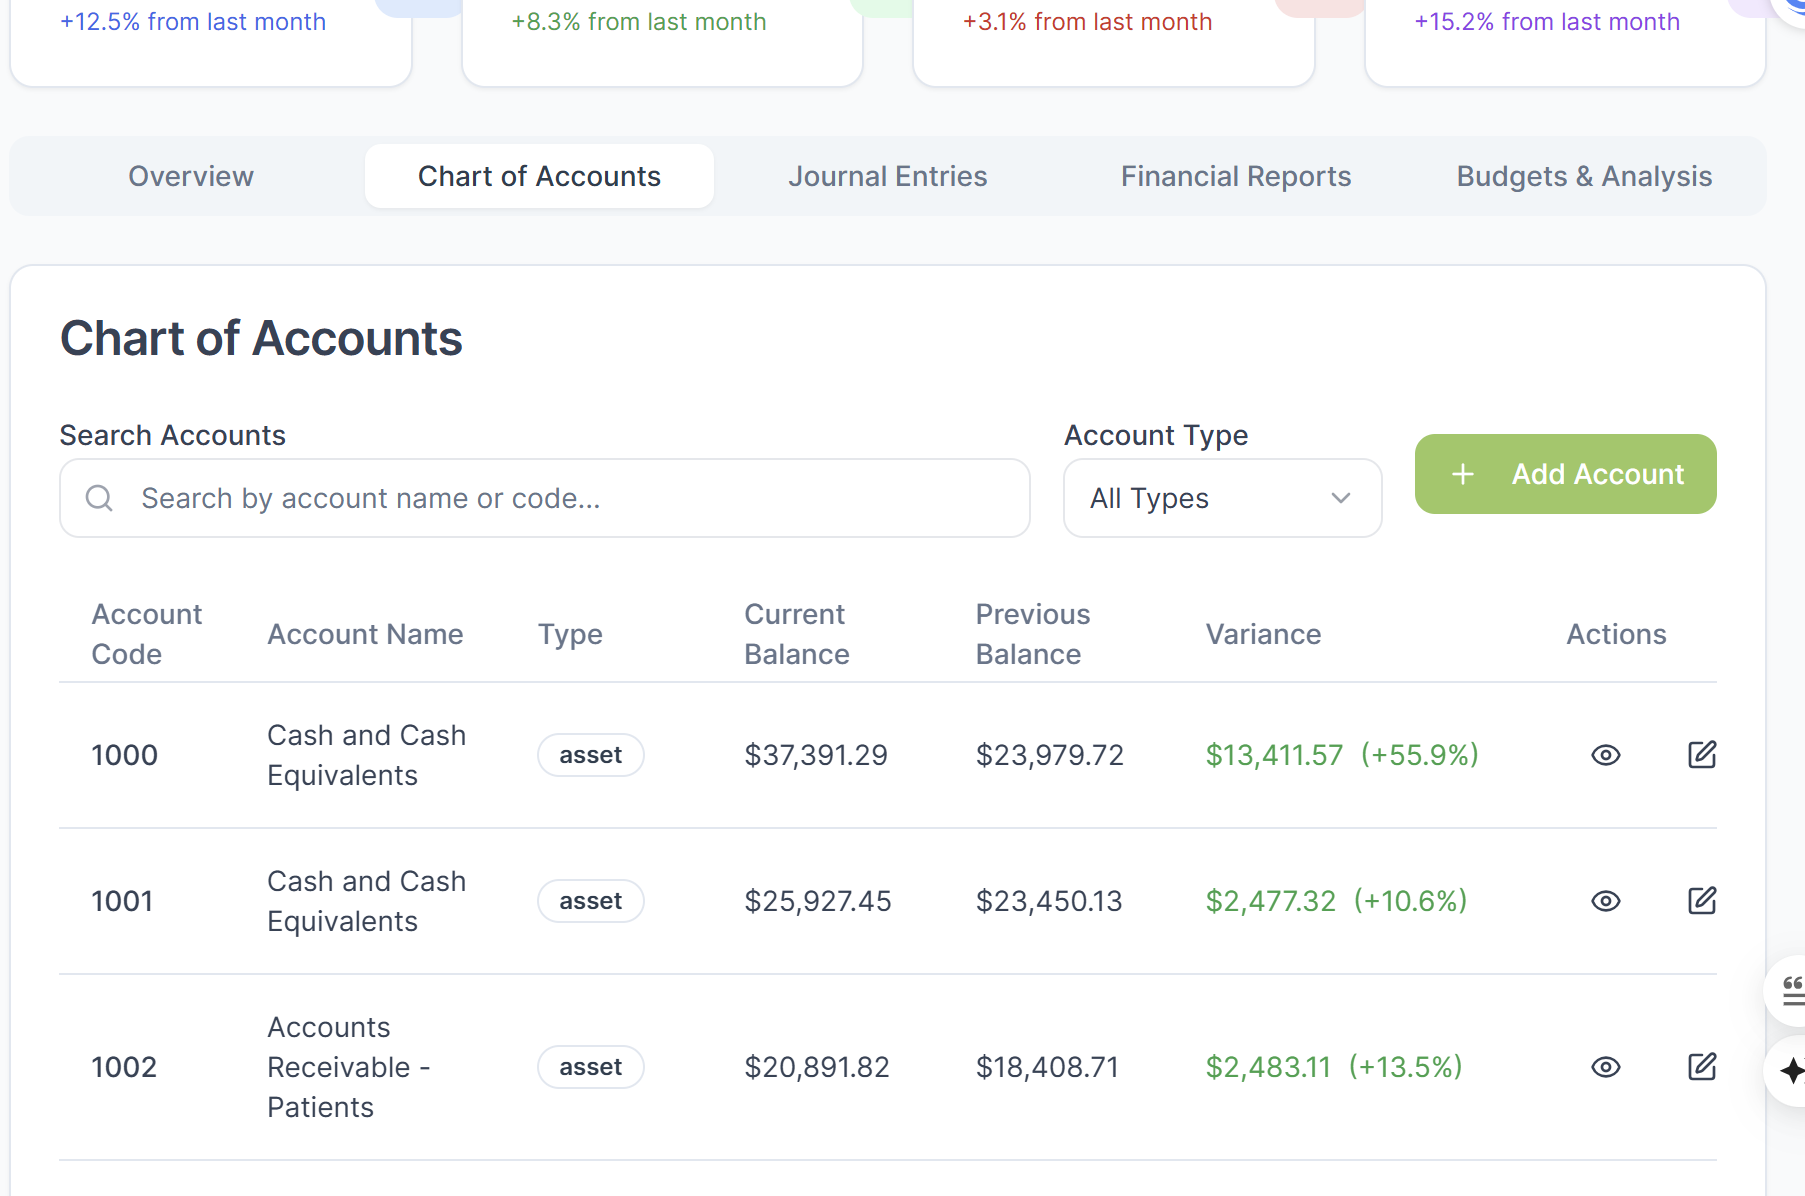 +12.5% from last month
+8.3% from last month
+3.1% from last month
+15.2% from last month
Overview
Chart of Accounts
Journal Entries
Financial Reports
Budgets & Analysis
Chart of Accounts
Search Accounts
Search by account name or code...
Account Type
All Types
Add Account
Account
Code
Account Name
Type
Current
Balance
Previous
Balance
Variance
Actions
1000
Cash and Cash
Equivalents
asset
$37,391.29
$23,979.72
$13,411.57 (+55.9%)
1001
Cash and Cash
Equivalents
asset
$25,927.45
$23,450.13
$2,477.32 (+10.6%)
1002
Accounts
Receivable -
Patients
asset
$20,891.82
$18,408.71
$2,483.11 (+13.5%)